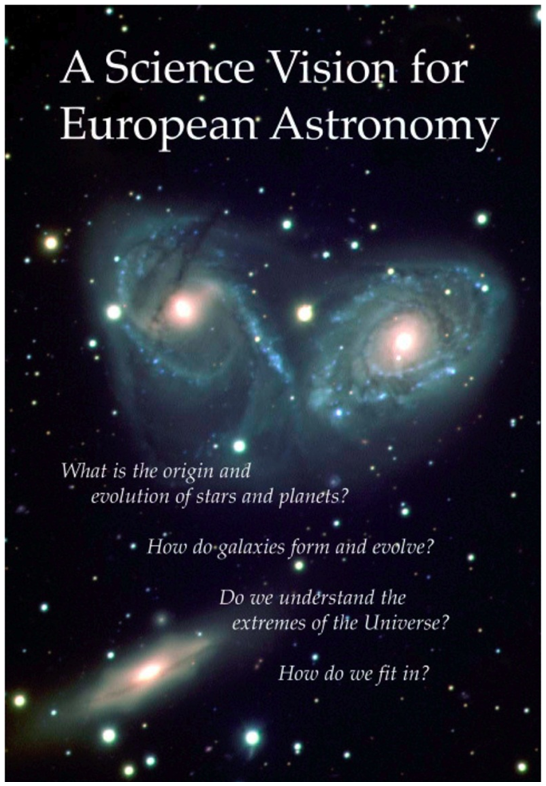 A Science Vision for
European Astronomy
What is the origin and
evolution of stars and planets?
How do galaxies form and evolve?
Do we understand the
extremes of the Universe?
How do we fit in?